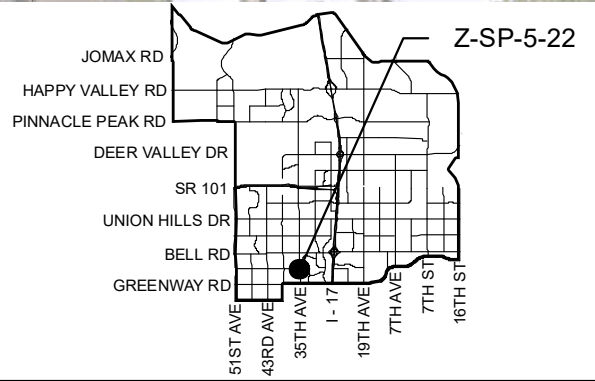 Z-SP-5-22
JOMAX RD
HAPPY VALLEY RD
PINNACLE PEAK RD
DEER VALLEY DR
SR 101
UNION HILLS DR
BELL RD
GREENWAY RD
51ST AVE
43RD AVE
35TH AVE
I - 17
19TH AVE
7TH AVE
7TH ST
16TH ST